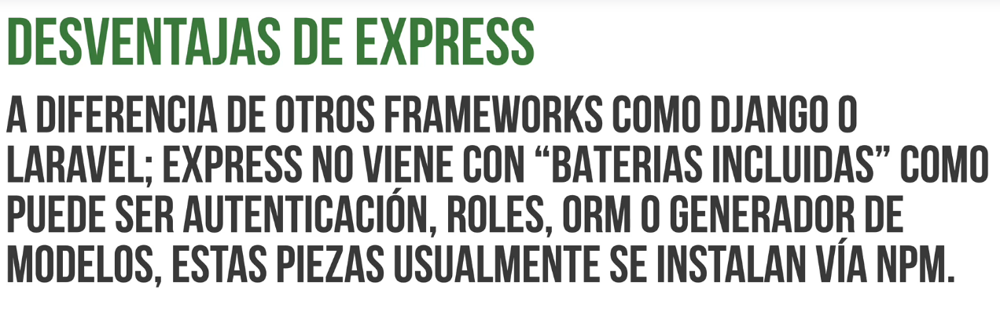 DESVENTAJAS DE EXPRESS
A DIFERENCIA DE OTROS FRAMEWORKS COMO DJANGO O
LARAVEL; EXPRESS NO VIENE CON “BATERIAS INCLUIDAS” COMO
PUEDE SER AUTENTICACIÓN, ROLES, ORM O GENERADOR DE
MODELOS, ESTAS PIEZAS USUALMENTE SE INSTALAN VÍA NPM.